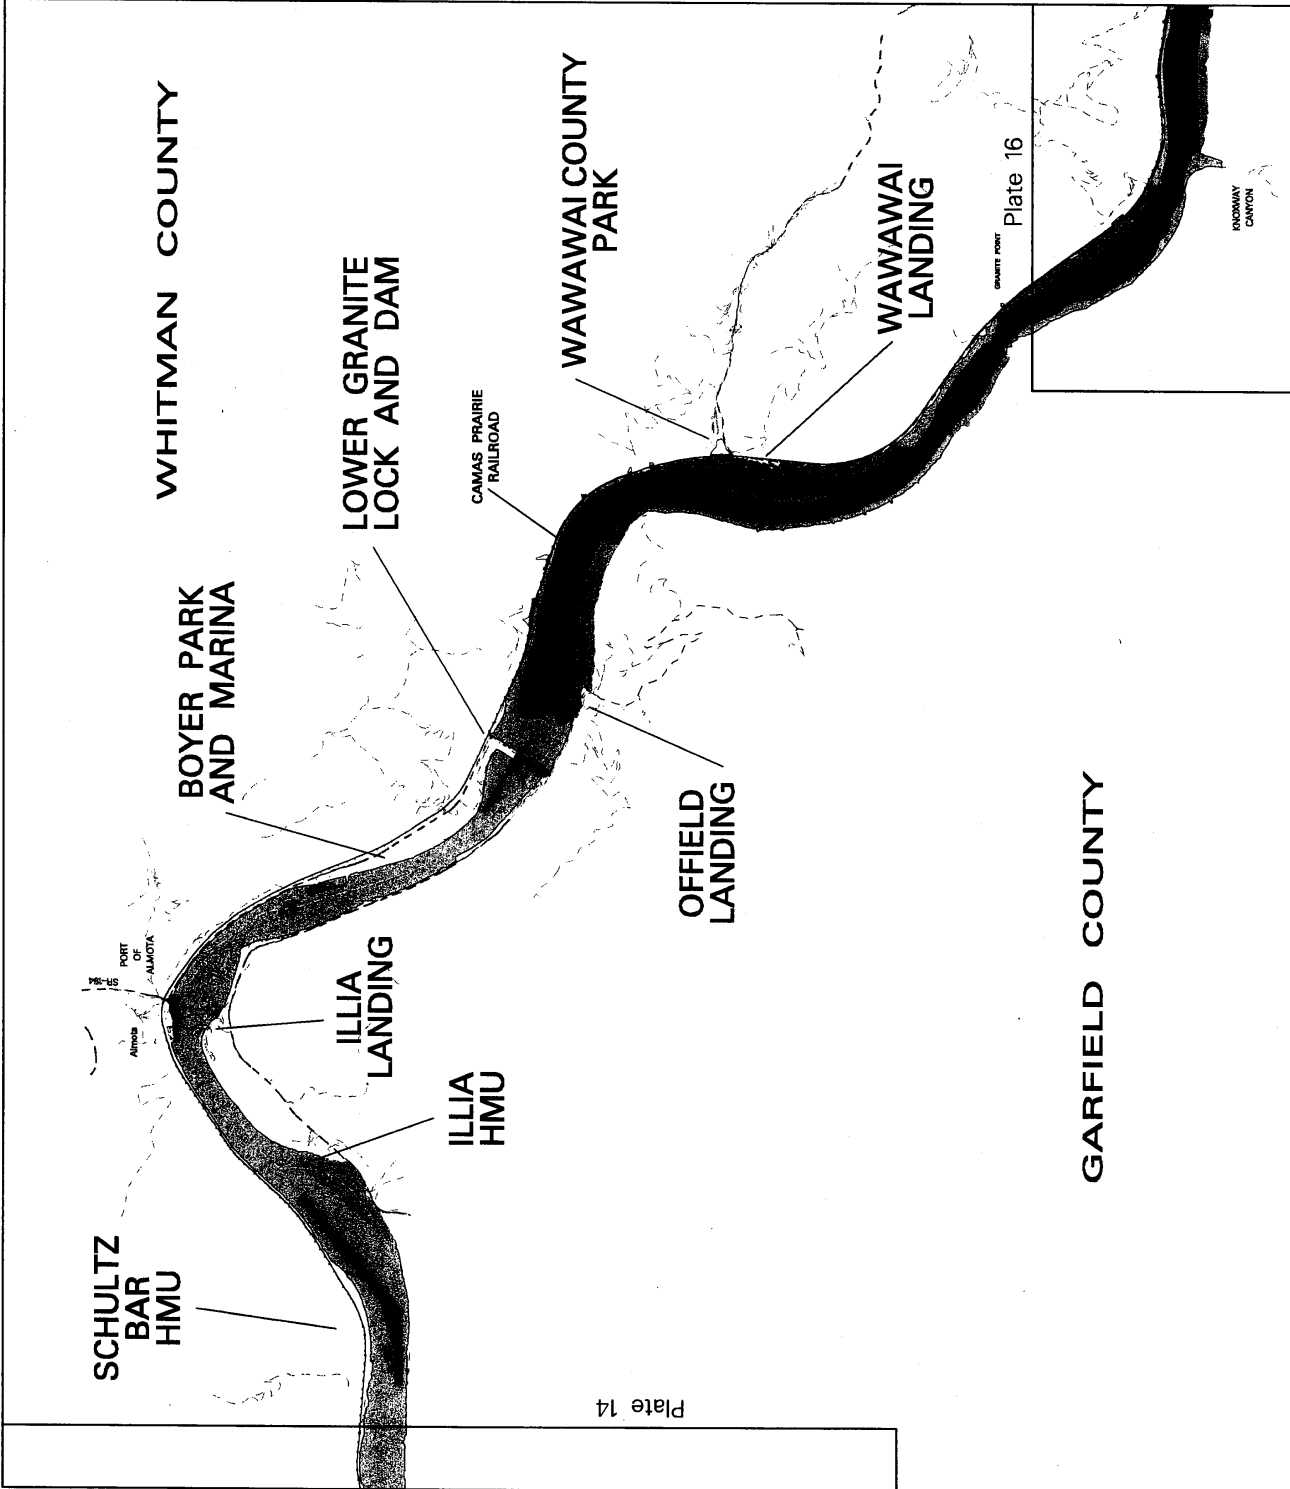 WHITMAN COUNTY
SCHULTZ
BAR
HMU
PORT
OF
ALMOTA
Almota
BOYER PARK
AND MARINA
ILLIA
LANDING
ILLIA
HMU
LOWER GRANITE
LOCK AND DAM
CAMAS PRAIRIE
RAILROAD
WAWAWAI COUNTY
PARK
OFFIELD
LANDING
WAWAWAI
LANDING
GRANITE POINT
Plate 16
KNOXWAY
CANYON
GARFIELD COUNTY
Plate 14